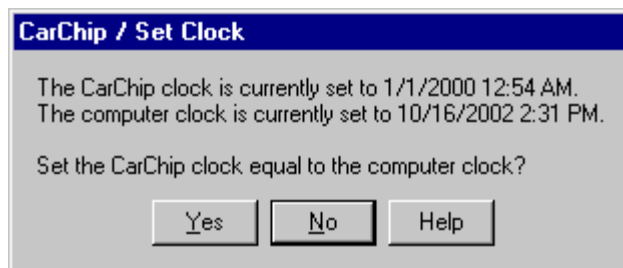 CarChip / Set Clock
The CarChip clock is currently set to 1/1/2000 12:54 AM.
The computer clock is currently set to 10/16/2002 2:31 PM.
Set the CarChip clock equal to the computer clock?
Yes No Help